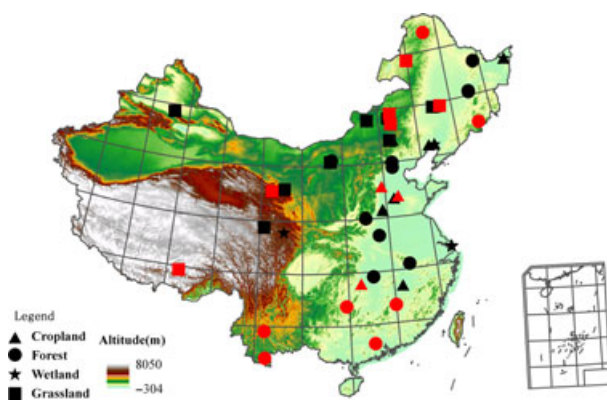 Legend
Cropland
Forest
Wetland
Grassland
Altitude(m)
8050
−304